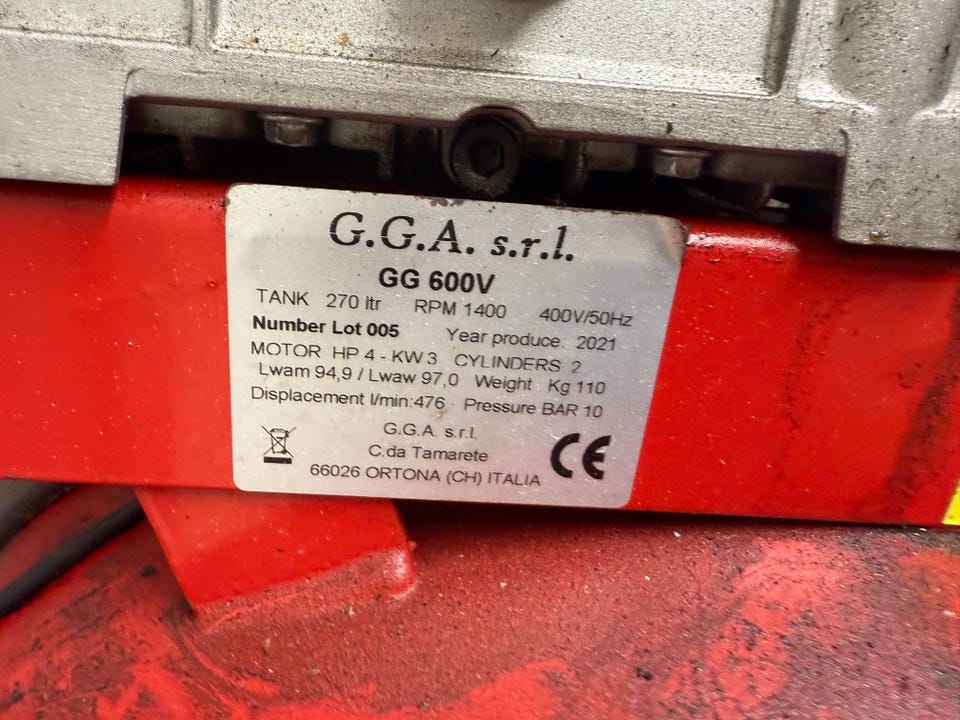 G.G.A. s.r.l.
GG 600V
TANK 270 ltr RPM 1400 400V/50Hz
Number Lot 005 Year produce. 2021
MOTOR HP 4 - KW 3 CYLINDERS 2
Lwam 94,9 / Lwaw 97,0 Weight Kg 110
Displacement l/min:476 Pressure BAR 10
G.G.A. s.r.l.
C.da Tamarete
66026 ORTONA (CH) ITALIA
CE